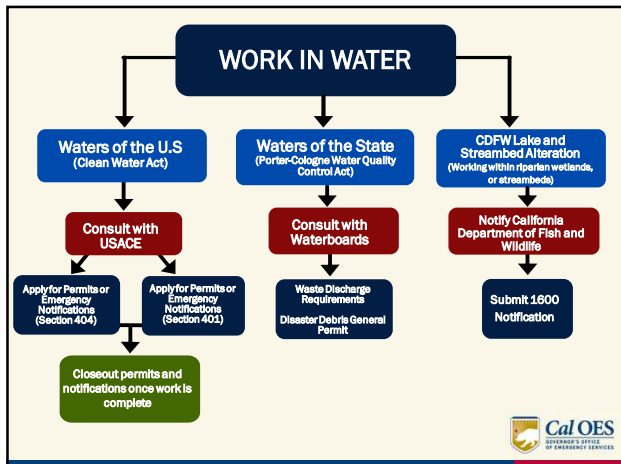 WORK IN WATER
Waters of the U.S
(Clean Water Act)
Waters of the State
(Porter-Cologne Water Quality
Control Act)
CDFW Lake and
Streambed Alteration
(Working within riparian wetlands,
or streambeds)
Consult with
USACE
Consult with
Waterboards
Notify California
Department of Fish and
Wildlife
Apply for Permits or
Emergency
Notifications
(Section 404)
Apply for Permits or
Emergency
Notifications
(Section 401)
Waste Discharge
Requirements
Disaster Debris General
Permit
Submit 1600
Notification
Closeout permits and
notifications once work is
complete
Cal OES
GOVERNOR'S OFFICE
OF EMERGENCY SERVICES